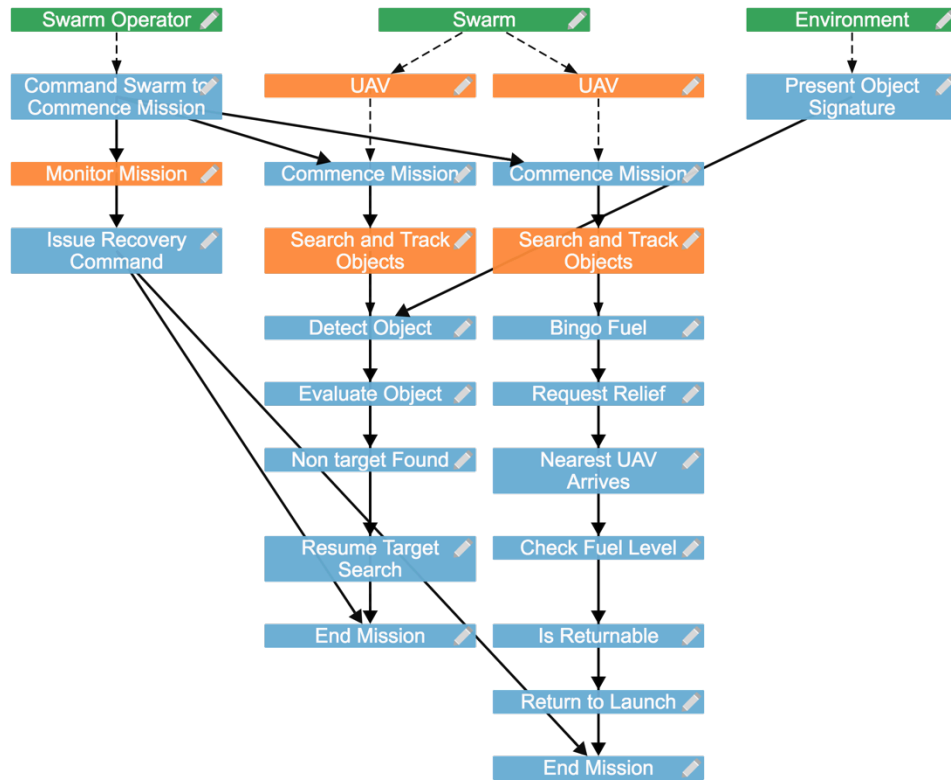 Swarm Operator
Swarm
Environment
Command Swarm to
Commence Mission
UAV
UAV
Present Object
Signature
Monitor Mission
Commence Mission
Commence Mission
Issue Recovery
Command
Search and Track
Objects
Search and Track
Objects
Detect Object
Bingo Fuel
Evaluate Object
Request Relief
Non target Found
Nearest UAV
Arrives
Resume Target
Search
Check Fuel Level
End Mission
Is Returnable
Return to Launch
End Mission